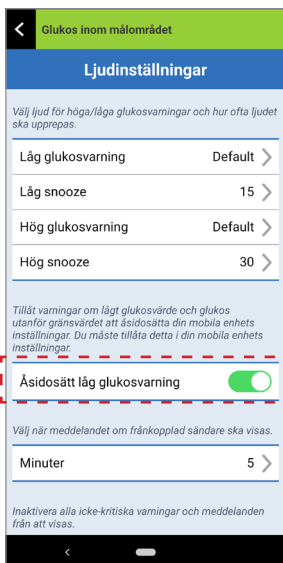 Glukos inom målområdet
Ljudinställningar
Välj ljud för höga/låga glukosvarningar och hur ofta ljudet
ska upprepas.
Låg glukosvarning Default
Låg snooze 15
Hög glukosvarning Default
Hög snooze 30
Tillåt varningar om lågt glukosvärde och glukos
utanför gränsvärdet att åsidosätta din mobila enhets
inställningar. Du måste tillåta detta i din mobila enhets
inställningar.
Åsidosätt låg glukosvarning
Välj när meddelandet om frånkopplad sändare ska visas.
Minuter 5
Inaktivera alla icke-kritiska varningar och meddelanden
från att visas.